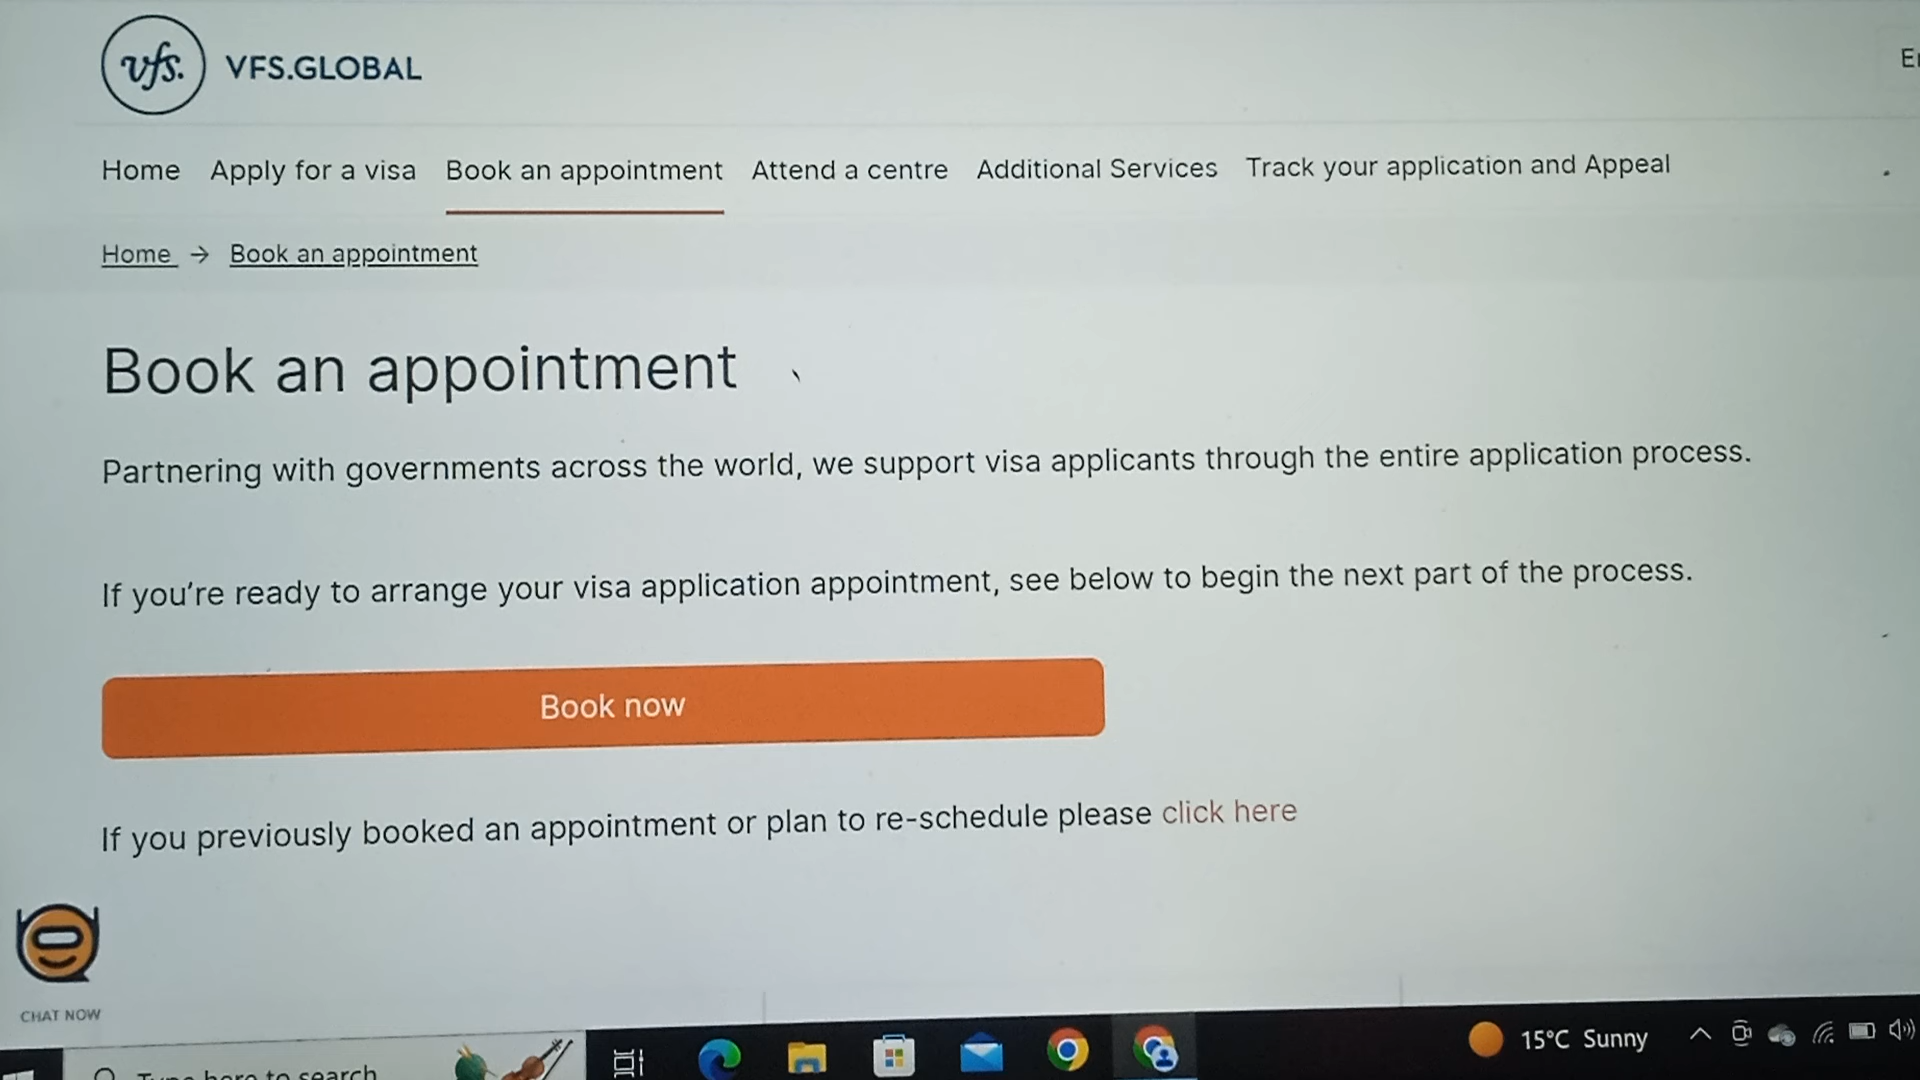 vfs. VFS.GLOBAL
Home Apply for a visa Book an appointment Attend a centre Additional Services Track your application and Appeal
Home → Book an appointment
Book an appointment
Partnering with governments across the world, we support visa applicants through the entire application process.
If you're ready to arrange your visa application appointment, see below to begin the next part of the process.
Book now
If you previously booked an appointment or plan to re-schedule please click here
CHAT NOW
15°C Sunny
Type here to search